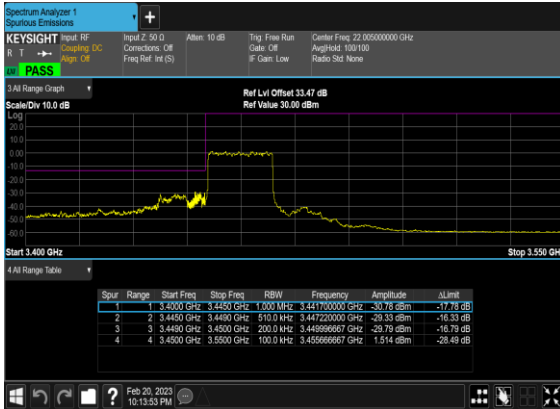 Spectrum Analyzer 1
Spurious Emissions
+
KEYSIGHT Input: RF Input Z: 50 Ω Atten: 10 dB Trig: Free Run Center Freq: 22.005000000 GHz
R T Coupling: DC Corrections: Off Gate: Off Avg|Hold: 100/100
Align: Off Freq Ref: Int (S) IF Gain: Low Radio Std: None
PASS
3 All Range Graph
Ref Lvl Offset 33.47 dB
Scale/Div 10.0 dB Ref Value 30.00 dBm
Log
20.0
10.0
0.00
-10.0
-20.0
-30.0
-40.0
-50.0
-60.0
Start 3.400 GHz Stop 3.550 GH
4 All Range Table
Spur Range Start Freq Stop Freq RBW Frequency Amplitude ΔLimit
1 1 3.4000 GHz 3.4450 GHz 1.000 MHz 3.441700000 GHz -30.78 dBm -17.78 dB
2 2 3.4450 GHz 3.4490 GHz 510.0 kHz 3.447220000 GHz -29.33 dBm -16.33 dB
3 3 3.4490 GHz 3.4500 GHz 200.0 kHz 3.449996667 GHz -29.79 dBm -16.79 dB
4 4 3.4500 GHz 3.5500 GHz 100.0 kHz 3.455666667 GHz 1.514 dBm -28.49 dB
? Feb 20, 2023
10:13:53 PM